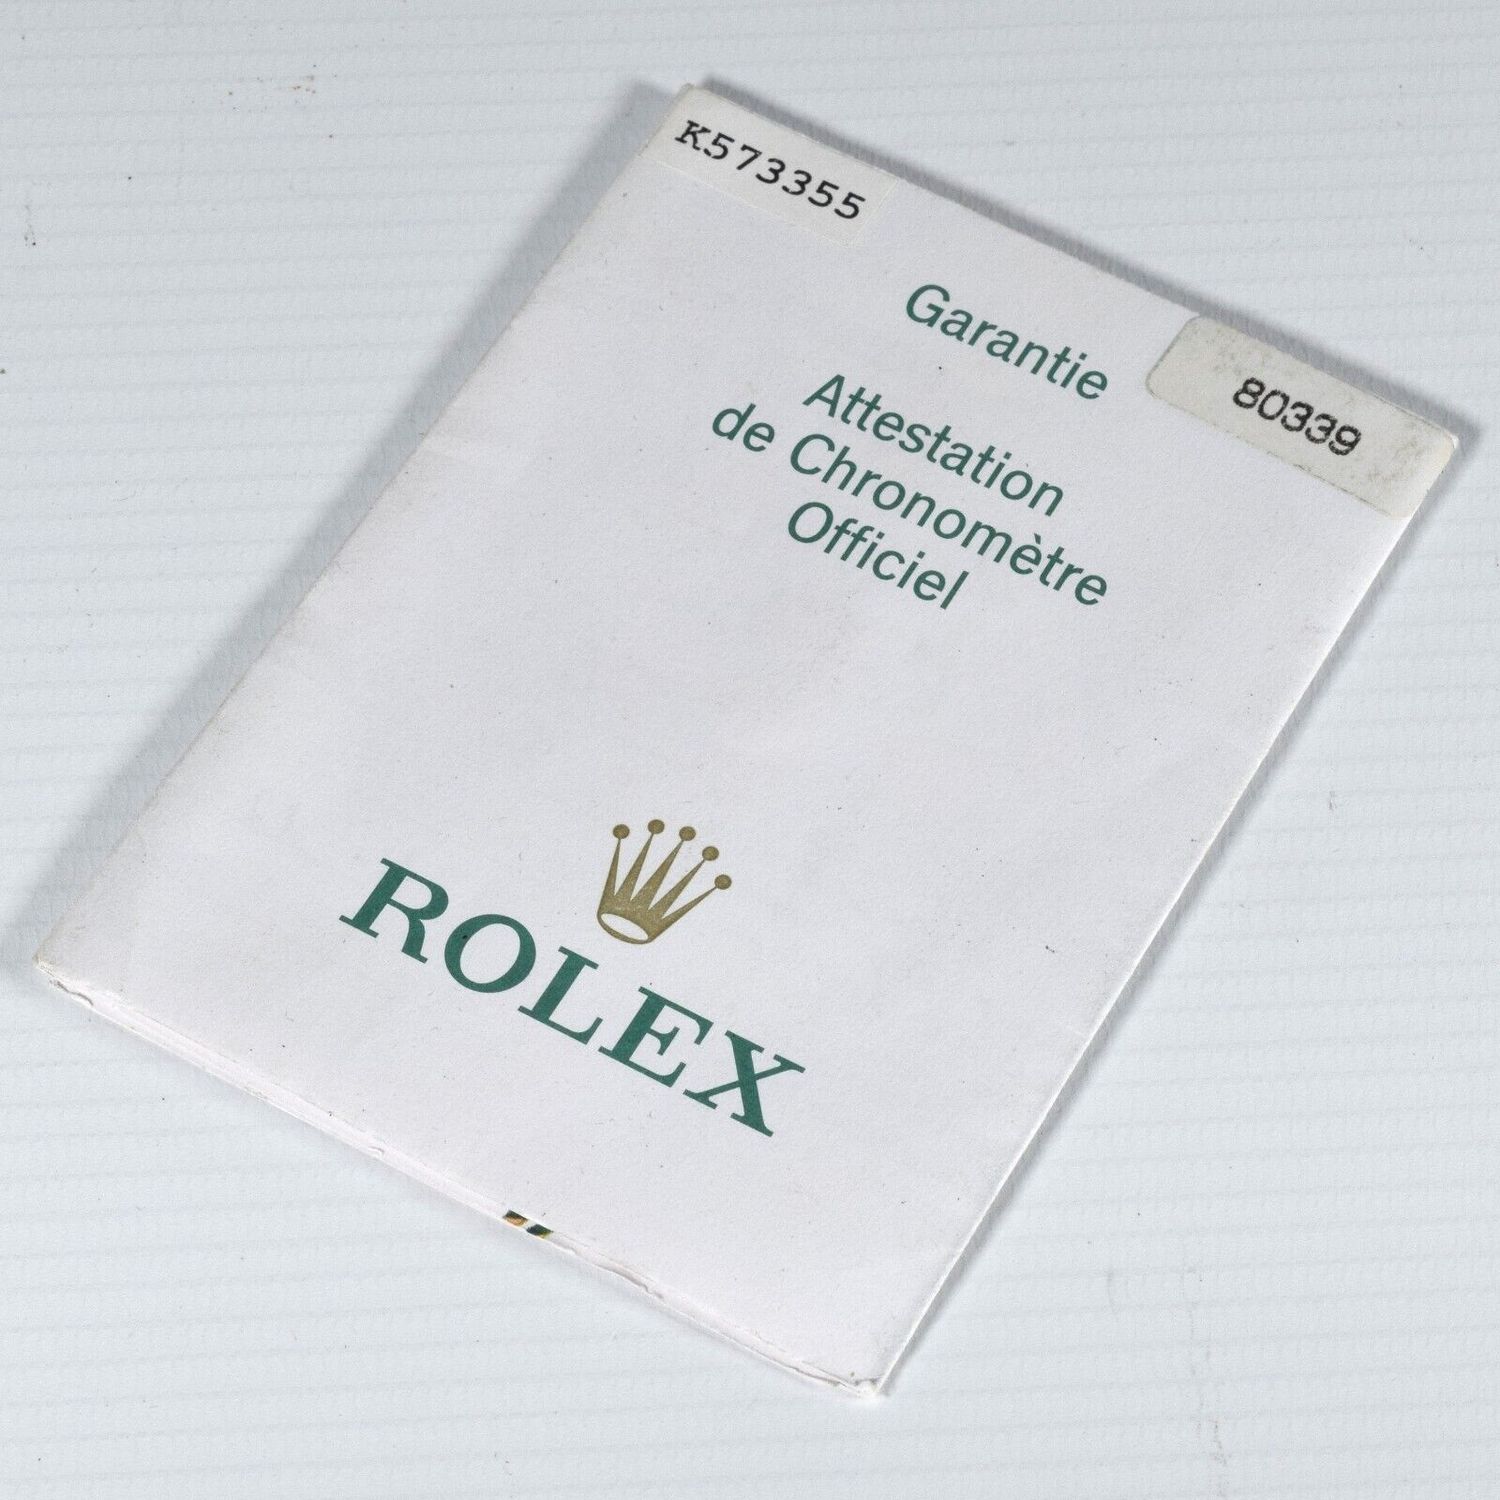 K573355
Garantie
80339
Attestation
de Chronomètre
Officiel
ROLEX